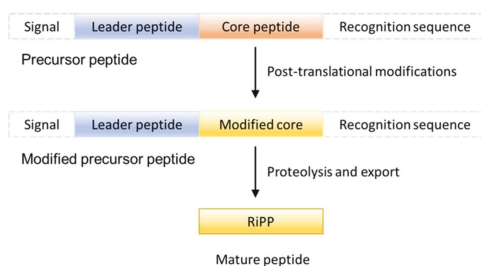 Signal Leader peptide Core peptide Recognition sequence
Precursor peptide
Post-translational modifications
Signal Leader peptide Modified core Recognition sequence
Modified precursor peptide
Proteolysis and export
RiPP
Mature peptide